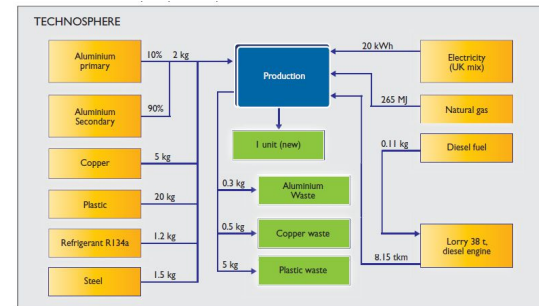 TECHNOSPHERE
Aluminium
primary
10%
2 kg
Aluminium
Secondary
90%
Copper
5 kg
Plastic
20 kg
Refrigerant R134a
1.2 kg
Steel
1.5 kg
Production
1 unit (new)
0.3 kg
Aluminium
Waste
0.5 kg
Copper waste
5 kg
Plastic waste
20 kWh
Electricity
(UK mix)
265 MJ
Natural gas
0.11 kg
Diesel fuel
8.15 tkm
Lorry 38 t,
diesel engine